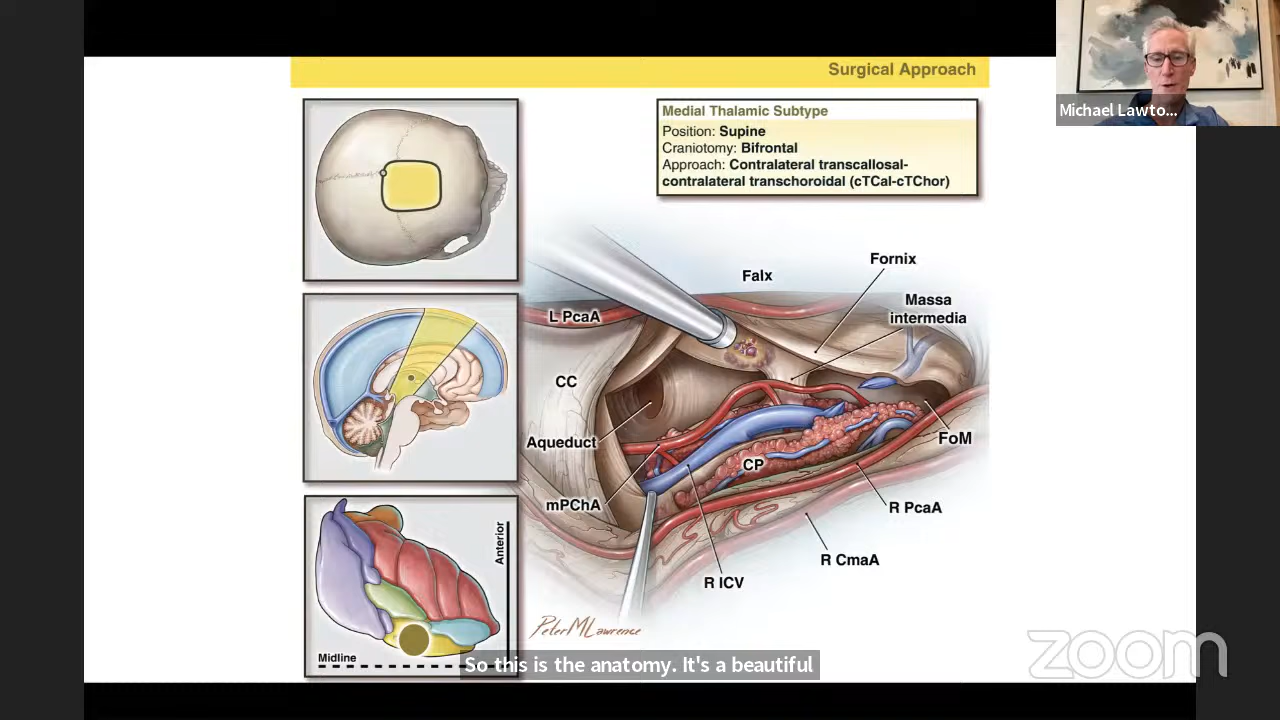 Surgical Approach
Michael Lawto...
Medial Thalamic Subtype
Position: Supine
Craniotomy: Bifrontal
Approach: Contralateral transcallosal-
contralateral transchoroidal (cTCal-cTChor)
Fornix
Falx
Massa
intermedia
L PcaA
CC
Aqueduct
FoM
CP
mPChA
R PcaA
R CmaA
R ICV
Anterior
Midline
Peter M Lawrence
So this is the anatomy. It's a beautiful
zoom